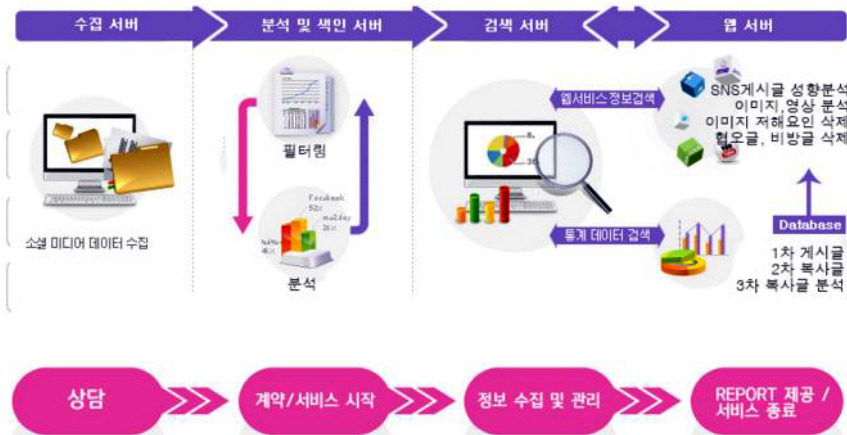 수집 서버
분석 및 색인 서버
검색 서버
웹 서버
소셜 미디어 데이터 수집
필터링
Facebook
52%
me2day
26%
분석
웹서비스 정보검색
통계 데이터 검색
SNS게시글 성향분석
이미지,영상 분석
이미지 저해요인 삭제
혐오글, 비방글 삭제
Database
1차 게시글
2차 복사글
3차 복사글 분석
상담
계약/서비스 시작
정보 수집 및 관리
REPORT 제공 /
서비스 종료